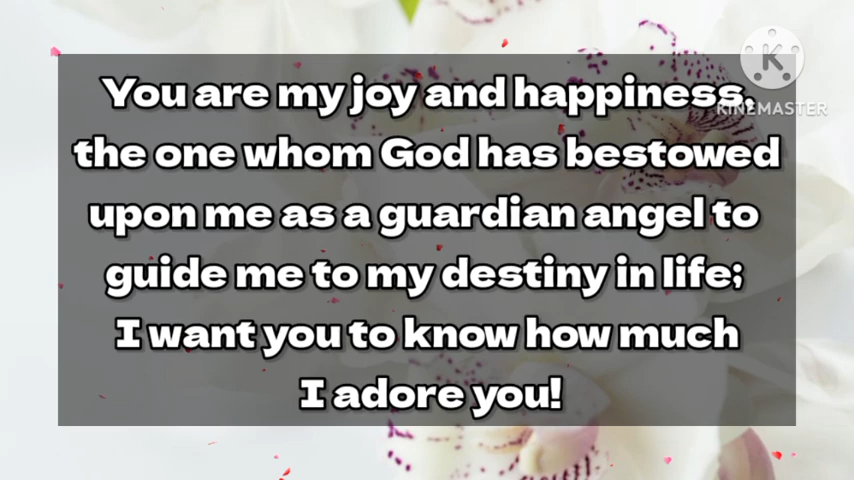 You are my joy and happiness,
the one whom God has bestowed
upon me as a guardian angel to
guide me to my destiny in life;
I want you to know how much
I adore you!
K
KINEMASTER